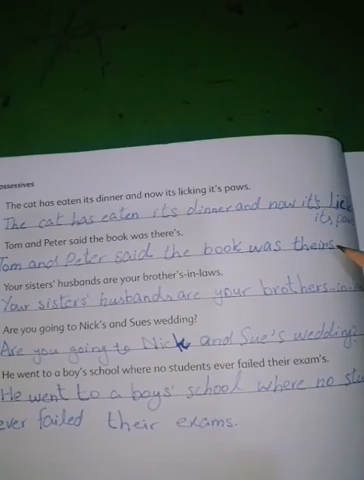 ossessives
The cat has eaten its dinner and now its licking it's paws.
The cat has eaten its dinner and now it's lick
its paw
Tom and Peter said the book was there's.
Tom and Peter said the book was theirs.
Your sisters' husbands are your brother's-in-laws.
Your sisters' husbands are your brothers-in-
Are you going to Nick's and Sues wedding?
Are you going to Nick and Sue's wedding?
He went to a boy's school where no students ever failed their exam's.
He went to a boys' school where no stu
ever failed their exams.